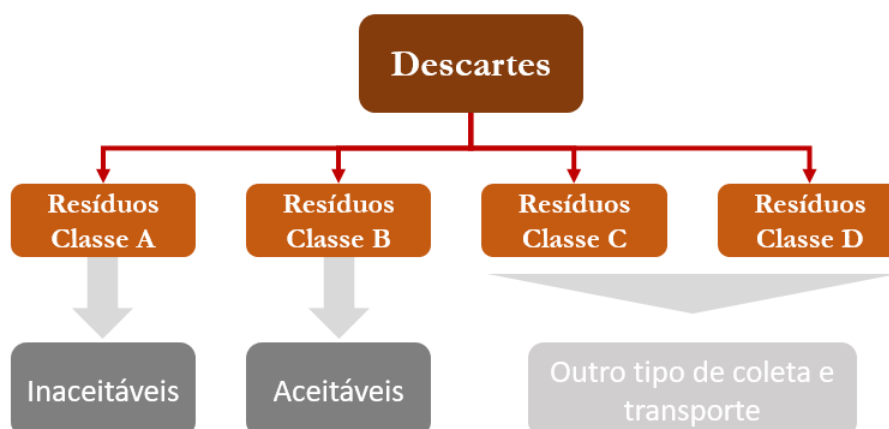 Descartes
Resíduos
Classe A
Resíduos
Classe B
Resíduos
Classe C
Resíduos
Classe D
Inaceitáveis
Aceitáveis
Outro tipo de coleta e
transporte